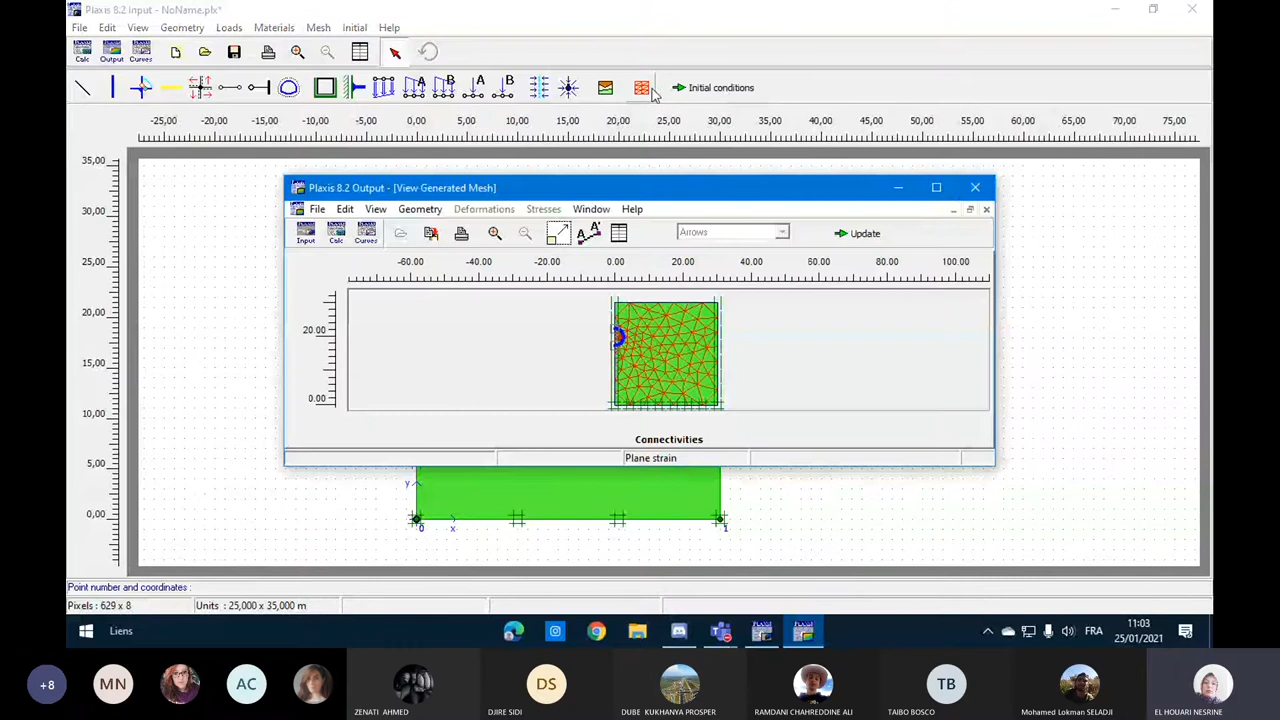 Plaxis 8.2 Input - NoName.plx*
File Edit View Geometry Loads Materials Mesh Initial Help
Calc Output Curves
A B A B Initial conditions
-25,00 -20,00 -15,00 -10,00 -5,00 0,00 5,00 10,00 15,00 20,00 25,00 30,00 35,00 40,00 45,00 50,00 55,00 60,00 65,00 70,00 75,00
35,00
30,00
25,00
20,00
15,00
10,00
5,00
0,00
Plaxis 8.2 Output - [View Generated Mesh]
File Edit View Geometry Deformations Stresses Window Help
Input Calc Curves A A' Arrows Update
-60.00 -40.00 -20.00 0.00 20.00 40.00 60.00 80.00 100.00
20.00
0.00
Connectivities
Plane strain
y
0 x 1
Point number and coordinates :
Pixels : 629 x 8 Units : 25,000 x 35,000 m
Liens
FRA
11:03
25/01/2021
+8 MN AC DS TB
ZENATI AHMED DJIRE SIDI DUBE KUKHANYA PROSPER RAMDANI CHAHREDDINE ALI TAIBO BOSCO Mohamed Lokman SELADJI EL HOUARI NESRINE